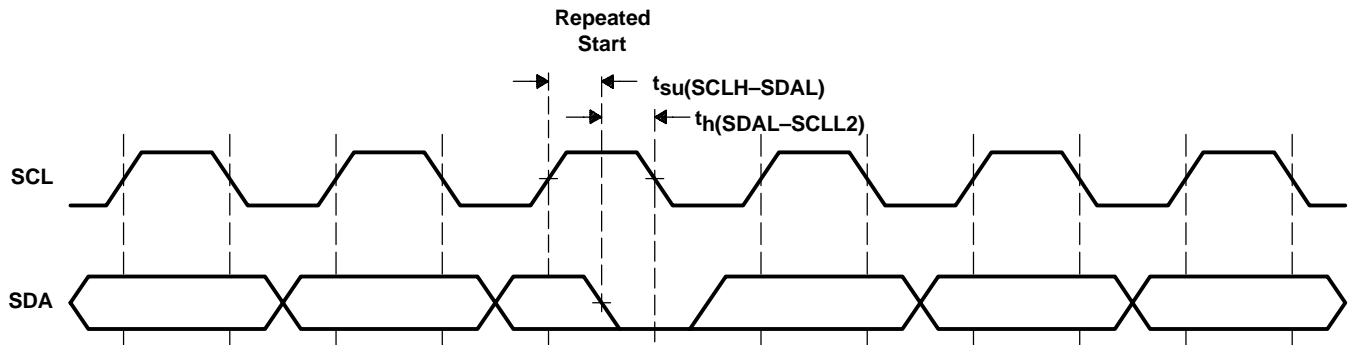 Repeated
Start
tsu(SCLH–SDAL)
th(SDAL–SCLL2)
SCL
SDA